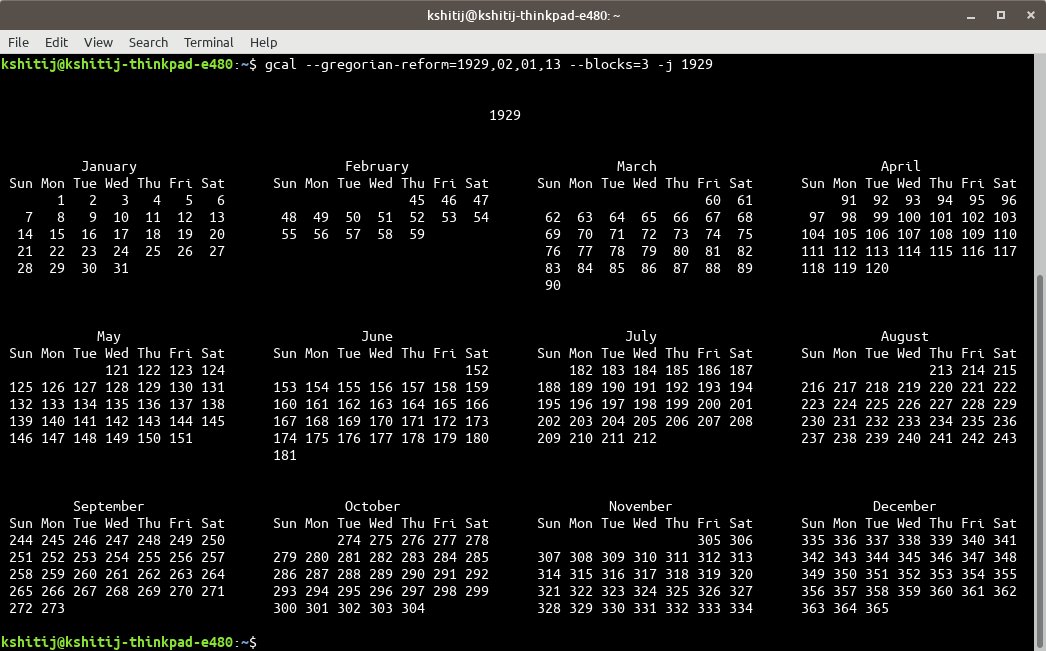 kshitij@kshitij-thinkpad-e480: ~
File Edit View Search Terminal Help
kshitij@kshitij-thinkpad-e480:~$ gcal --gregorian-reform=1929,02,01,13 --blocks=3 -j 1929
1929
January February March April
Sun Mon Tue Wed Thu Fri Sat Sun Mon Tue Wed Thu Fri Sat Sun Mon Tue Wed Thu Fri Sat Sun Mon Tue Wed Thu Fri Sat
1 2 3 4 5 6 45 46 47 60 61 91 92 93 94 95 96
7 8 9 10 11 12 13 48 49 50 51 52 53 54 62 63 64 65 66 67 68 97 98 99 100 101 102 103
14 15 16 17 18 19 20 55 56 57 58 59 69 70 71 72 73 74 75 104 105 106 107 108 109 110
21 22 23 24 25 26 27 76 77 78 79 80 81 82 111 112 113 114 115 116 117
28 29 30 31 83 84 85 86 87 88 89 118 119 120
90
May June July August
Sun Mon Tue Wed Thu Fri Sat Sun Mon Tue Wed Thu Fri Sat Sun Mon Tue Wed Thu Fri Sat Sun Mon Tue Wed Thu Fri Sat
121 122 123 124 152 182 183 184 185 186 187 213 214 215
125 126 127 128 129 130 131 153 154 155 156 157 158 159 188 189 190 191 192 193 194 216 217 218 219 220 221 222
132 133 134 135 136 137 138 160 161 162 163 164 165 166 195 196 197 198 199 200 201 223 224 225 226 227 228 229
139 140 141 142 143 144 145 167 168 169 170 171 172 173 202 203 204 205 206 207 208 230 231 232 233 234 235 236
146 147 148 149 150 151 174 175 176 177 178 179 180 209 210 211 212 237 238 239 240 241 242 243
181
September October November December
Sun Mon Tue Wed Thu Fri Sat Sun Mon Tue Wed Thu Fri Sat Sun Mon Tue Wed Thu Fri Sat Sun Mon Tue Wed Thu Fri Sat
244 245 246 247 248 249 250 274 275 276 277 278 305 306 335 336 337 338 339 340 341
251 252 253 254 255 256 257 279 280 281 282 283 284 285 307 308 309 310 311 312 313 342 343 344 345 346 347 348
258 259 260 261 262 263 264 286 287 288 289 290 291 292 314 315 316 317 318 319 320 349 350 351 352 353 354 355
265 266 267 268 269 270 271 293 294 295 296 297 298 299 321 322 323 324 325 326 327 356 357 358 359 360 361 362
272 273 300 301 302 303 304 328 329 330 331 332 333 334 363 364 365
kshitij@kshitij-thinkpad-e480:~$